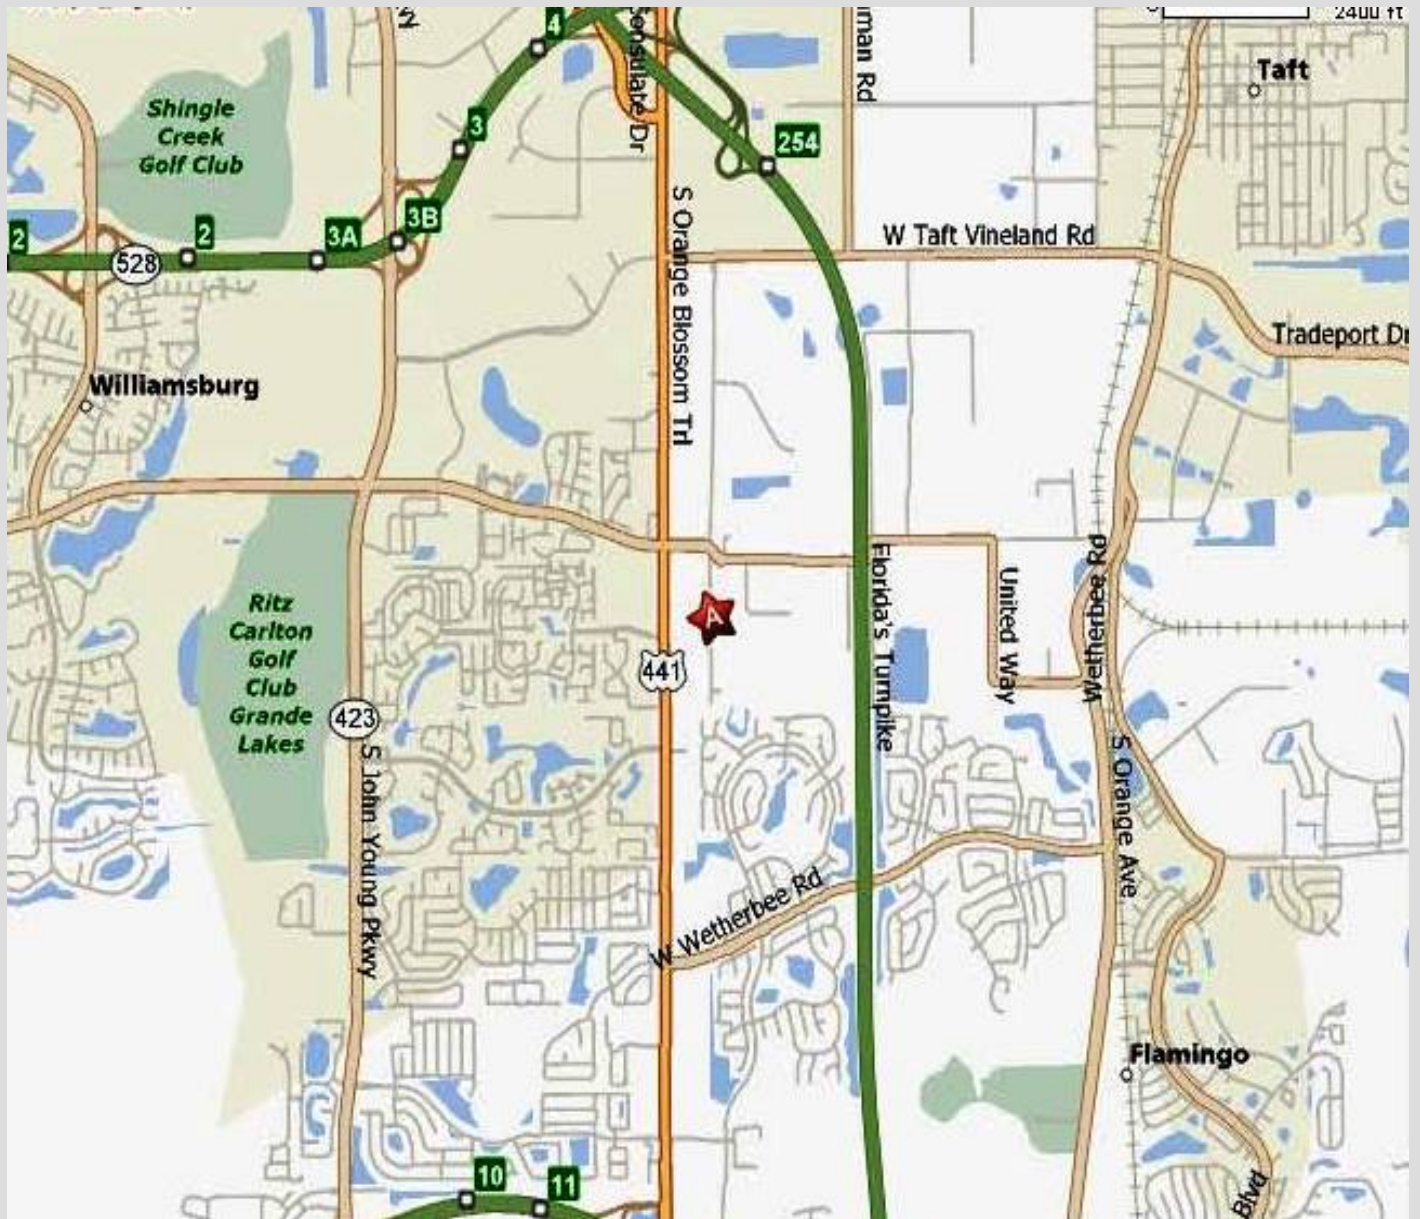 4
Consulate Dr
2400 ft
Taft
Shingle
Creek
Golf Club
3
254
S Orange Blossom Trl
3B
3A
2
2
528
W Taft Vineland Rd
Tradeport Dr
Williamsburg
Ritz
Carlton
Golf
Club
Grande
Lakes
A
441
423
S John Young Pkwy
Florida's Turnpike
United Way
Wetherbee Rd
S Orange Ave
W Wetherbee Rd
Flamingo
10
11
Blvd